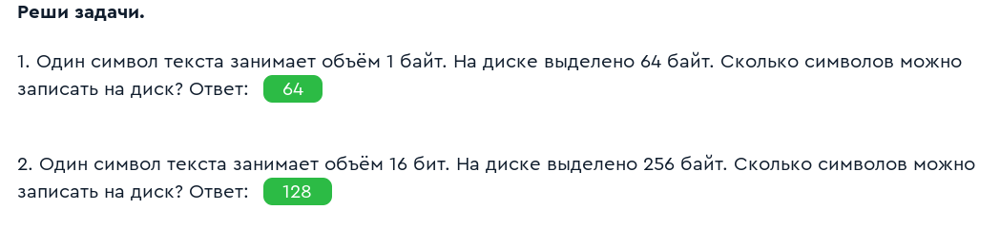 Реши задачи.
1. Один символ текста занимает объём 1 байт. На диске выделено 64 байт. Сколько символов можно
записать на диск? Ответ: 64
2. Один символ текста занимает объём 16 бит. На диске выделено 256 байт. Сколько символов можно
записать на диск? Ответ: 128